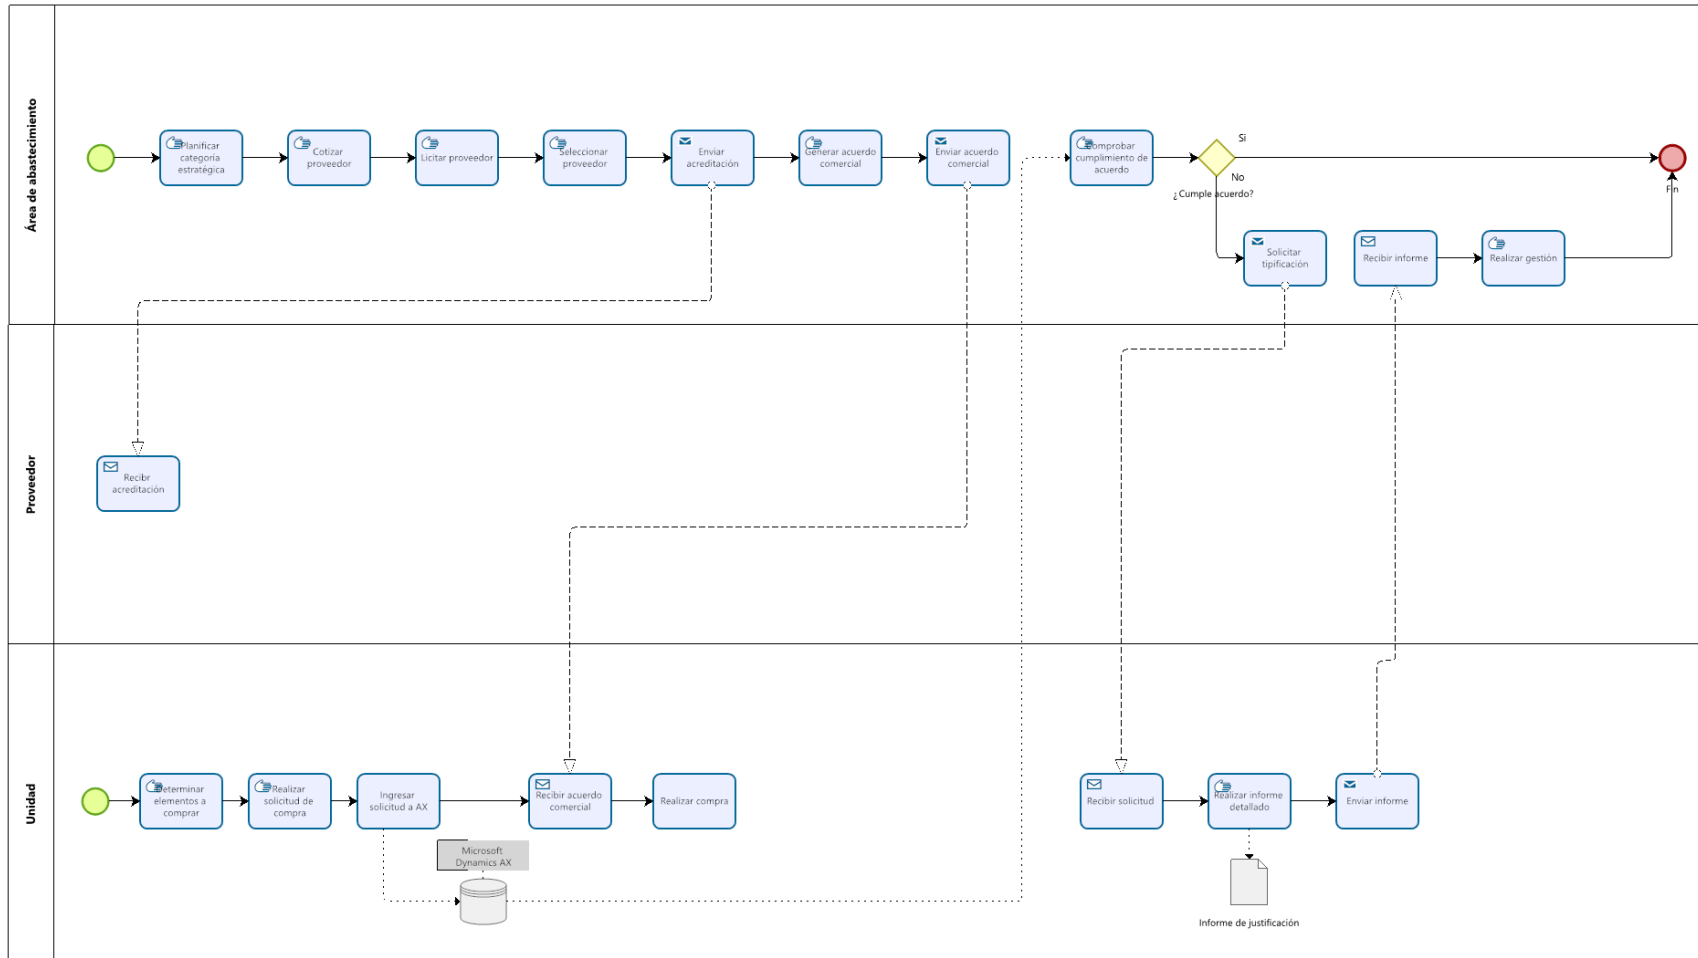 Área de abastecimiento
Planificar
categoría
estratégica
Cotizar
proveedor
Licitar proveedor
Seleccionar
proveedor
Enviar
acreditación
Generar acuerdo
comercial
Enviar acuerdo
comercial
Comprobar
cumplimiento de
acuerdo
Si
No
¿Cumple acuerdo?
Fin
Solicitar
tipificación
Recibir informe
Realizar gestión
Proveedor
Recibr
acreditación
Unidad
Determinar
elementos a
comprar
Realizar
solicitud de
compra
Ingresar
solicitud a AX
Recibir acuerdo
comercial
Realizar compra
Recibir solicitud
Realizar informe
detallado
Enviar informe
Microsoft
Dynamics AX
Informe de justificación